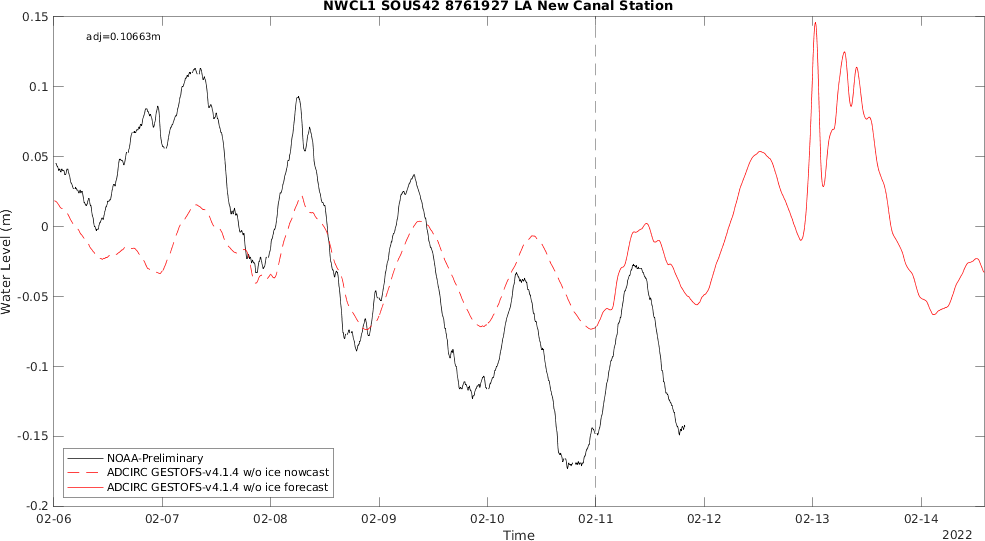 NWCL1 SOUS42 8761927 LA New Canal Station
adj=0.10663m
0.15
0.1
0.05
0
-0.05
-0.1
-0.15
-0.2
Water Level (m)
NOAA-Preliminary
ADCIRC GESTOFS-v4.1.4 w/o ice nowcast
ADCIRC GESTOFS-v4.1.4 w/o ice forecast
02-06 02-07 02-08 02-09 02-10 02-11 02-12 02-13 02-14
Time
2022